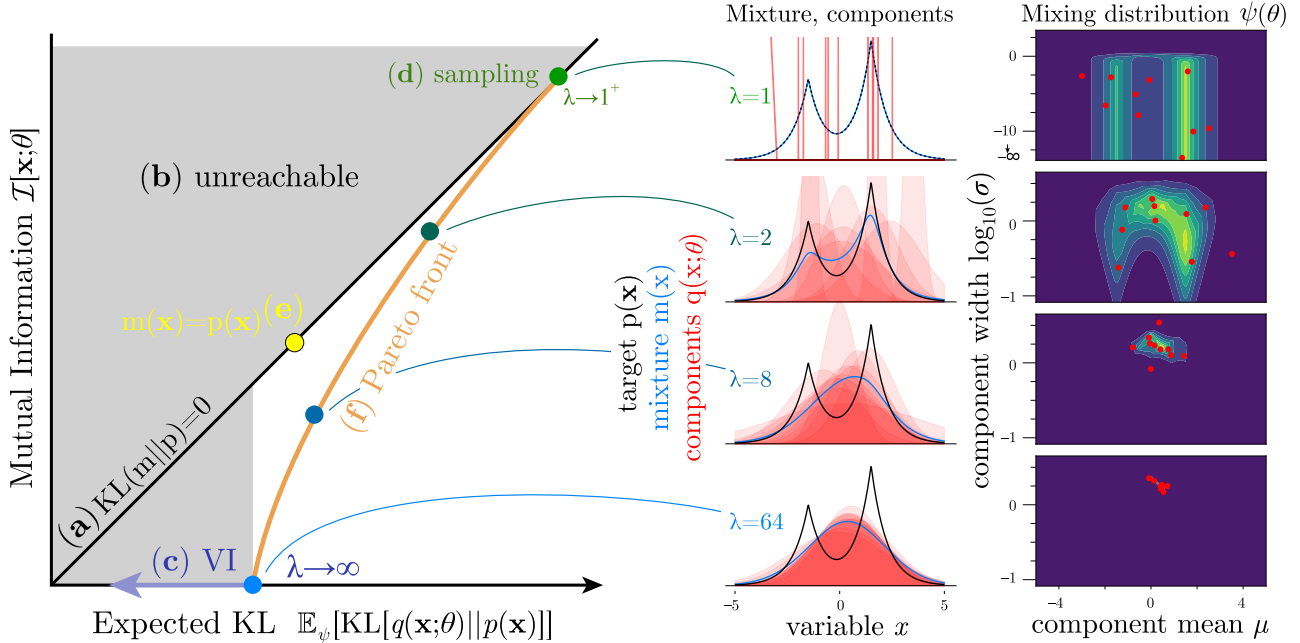 Mutual Information I[x;θ]
(d) sampling
λ→1⁺
(b) unreachable
m(x)=p(x) (e)
(f) Pareto front
(a) KL(m||p)=0
(c) VI
λ→∞
Expected KL 𝔼ψ[KL[q(x;θ)||p(x)]]
Mixture, components
λ=1
λ=2
λ=8
λ=64
target p(x)
mixture m(x)
components q(x;θ)
−5
0
5
variable x
Mixing distribution ψ(θ)
0
−10
−∞
0
−1
0
−1
0
−1
−4
0
4
component width log₁₀(σ)
component mean μ